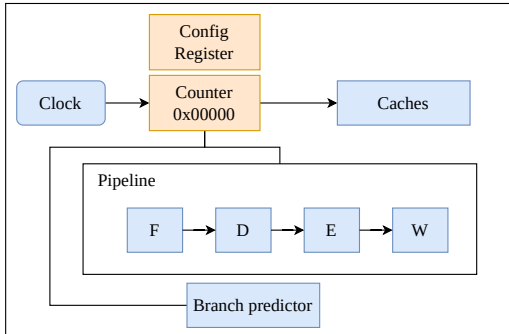 Config
Register
Clock
Counter
0x00000
Caches
Pipeline
F
D
E
W
Branch predictor